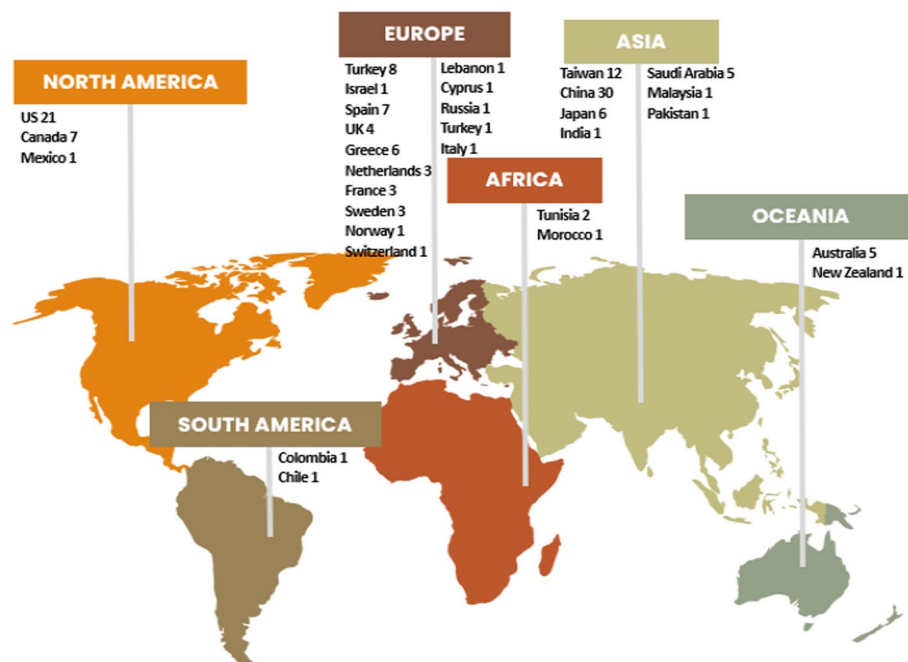 NORTH AMERICA
US 21
Canada 7
Mexico 1
EUROPE
Turkey 8
Israel 1
Spain 7
UK 4
Greece 6
Netherlands 3
France 3
Sweden 3
Norway 1
Switzerland 1
Lebanon 1
Cyprus 1
Russia 1
Turkey 1
Italy 1
ASIA
Taiwan 12
China 30
Japan 6
India 1
Saudi Arabia 5
Malaysia 1
Pakistan 1
AFRICA
Tunisia 2
Morocco 1
OCEANIA
Australia 5
New Zealand 1
SOUTH AMERICA
Colombia 1
Chile 1